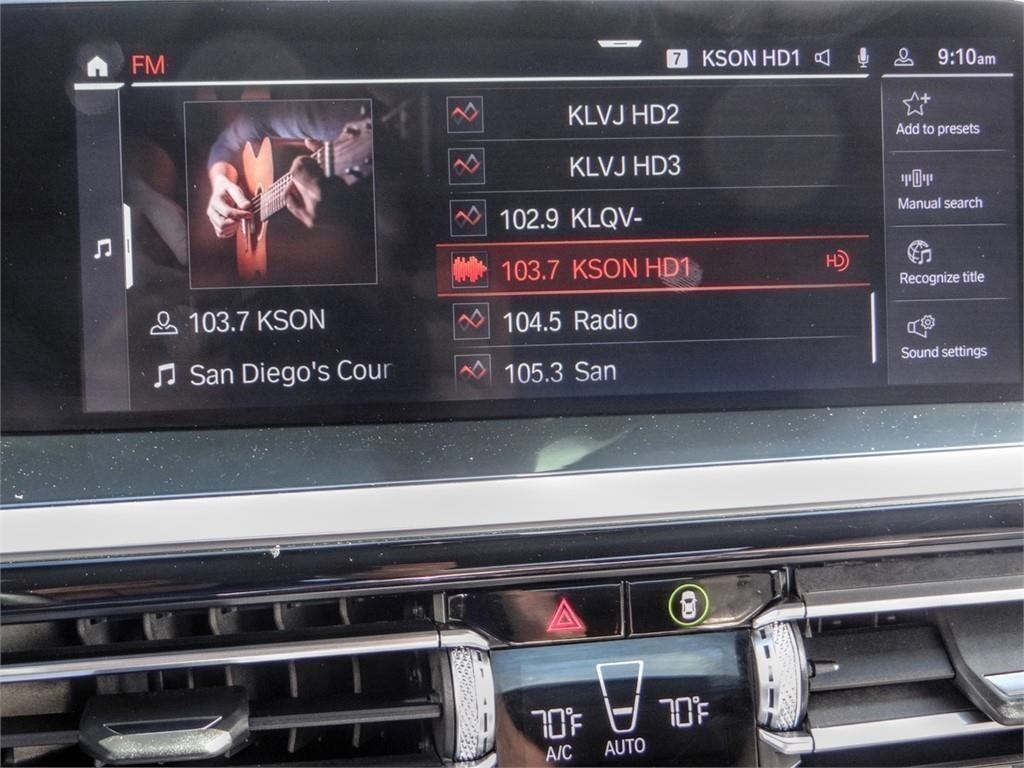 FM
7 KSON HD1
9:10am
KLVJ HD2
KLVJ HD3
102.9 KLQV-
103.7 KSON HD1 HD
104.5 Radio
105.3 San
103.7 KSON
San Diego's Cour
Add to presets
Manual search
Recognize title
Sound settings
70°F
A/C
AUTO
70°F